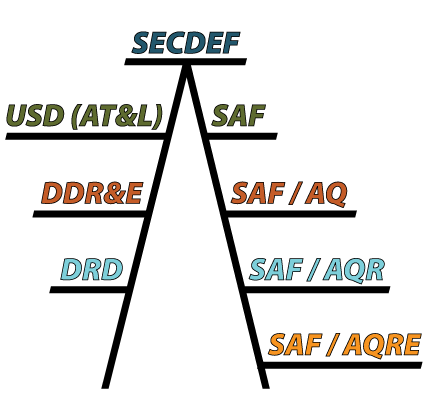 SECDEF
USD (AT&L)
SAF
DDR&E
SAF / AQ
DRD
SAF / AQR
SAF / AQRE